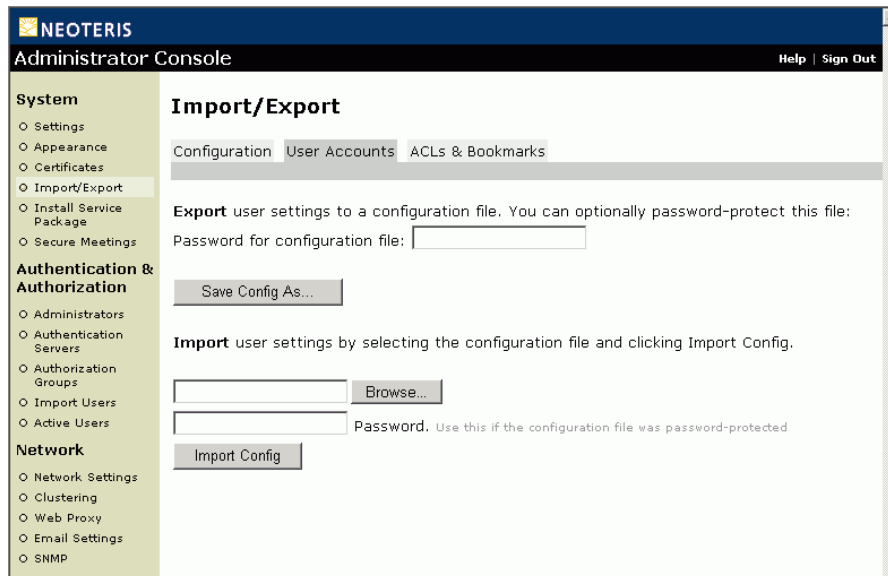 NEOTERIS
Administrator Console
Help | Sign Out
System
Settings
Appearance
Certificates
Import/Export
Install Service
Package
Secure Meetings
Authentication &
Authorization
Administrators
Authentication
Servers
Authorization
Groups
Import Users
Active Users
Network
Network Settings
Clustering
Web Proxy
Email Settings
SNMP
Import/Export
Configuration User Accounts ACLs & Bookmarks
Export user settings to a configuration file. You can optionally password-protect this file:
Password for configuration file:
Save Config As...
Import user settings by selecting the configuration file and clicking Import Config.
Browse...
Password. Use this if the configuration file was password-protected
Import Config